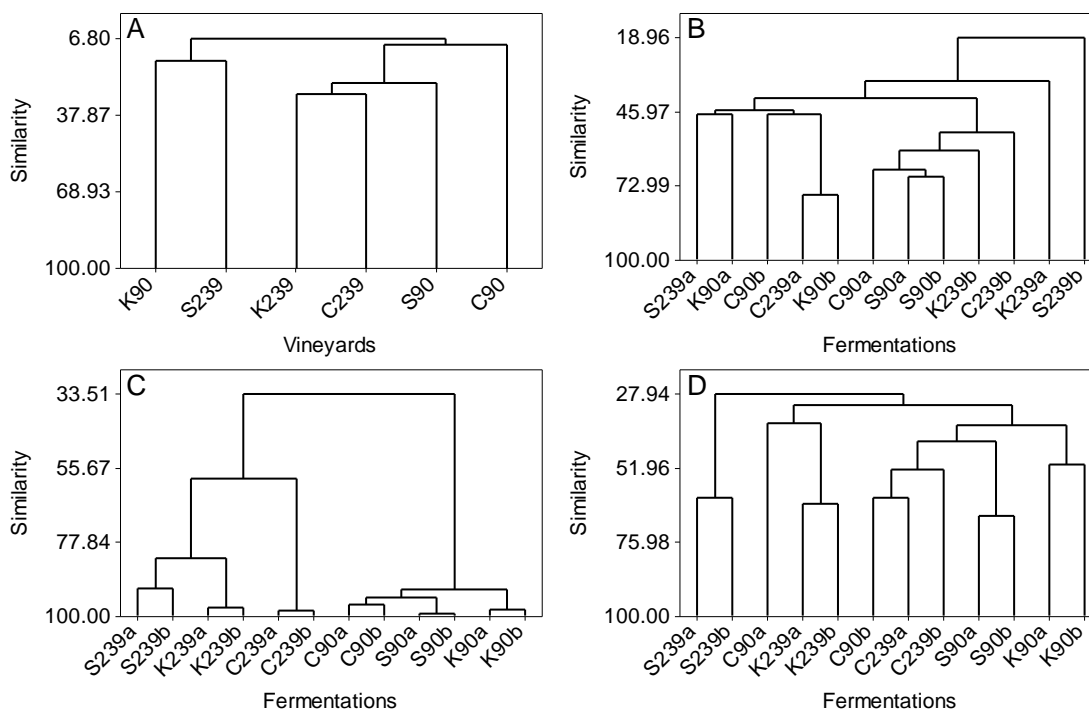 A
Similarity
6.80
37.87
68.93
100.00
K90 S239 K239 C239 S90 C90
Vineyards
B
Similarity
18.96
45.97
72.99
100.00
S239a K90a C90b C239a K90b C90a S90a S90b K239b C239b K239a S239b
Fermentations
C
Similarity
33.51
55.67
77.84
100.00
S239a S239b K239a K239b C239a C239b C90a C90b S90a S90b K90a K90b
Fermentations
D
Similarity
27.94
51.96
75.98
100.00
S239a S239b C90a K239a K239b C90b C239a C239b S90a S90b K90a K90b
Fermentations